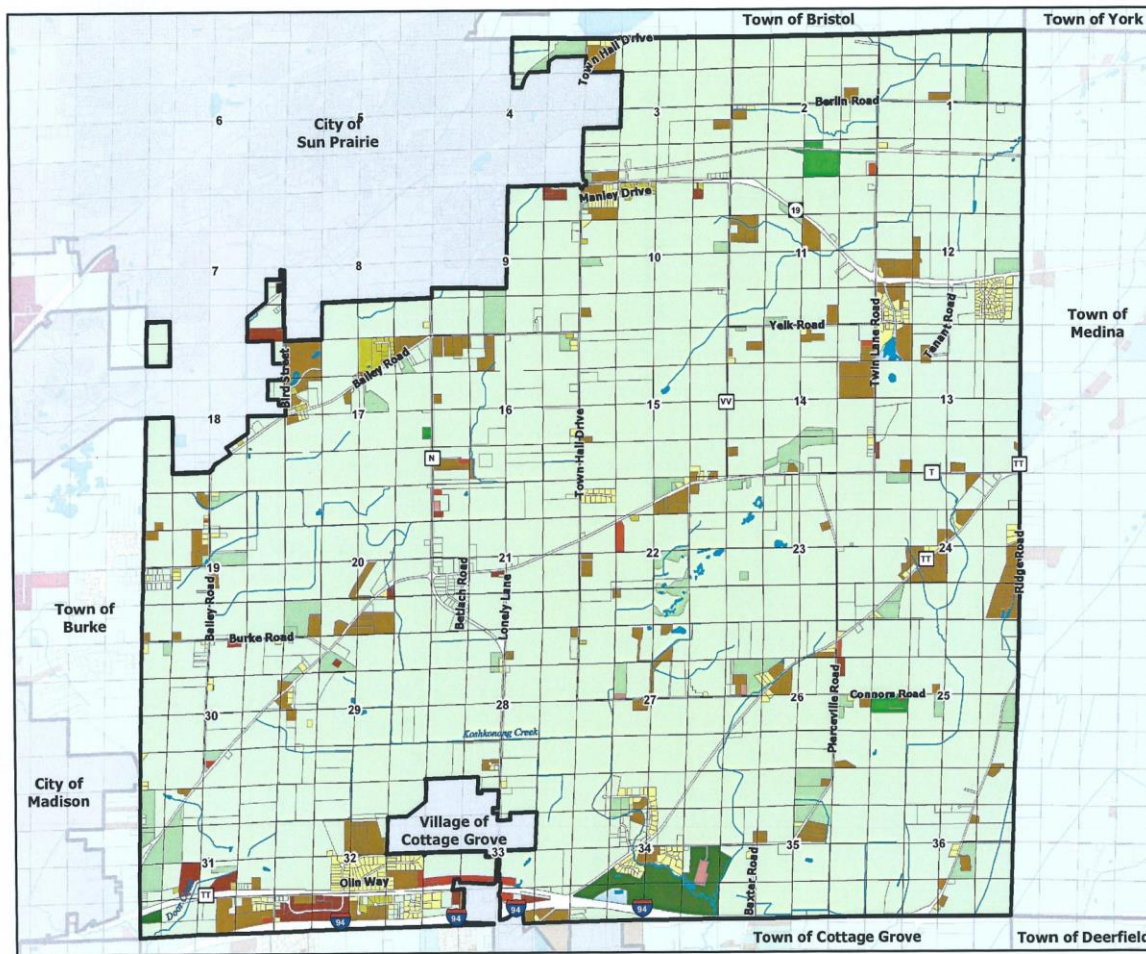 Town of Bristol
Town of York
Town Hall Drive
6
5
4
3
2
Berlin Road
1
City of
Sun Prairie
Manley Drive
19
7
8
9
10
11
12
Town of
Medina
Yelk Road
Twin Lane Road
Tenant Road
Bird Street
Bailey Road
18
17
16
15
VV
14
13
N
Town Hall Drive
T
TT
19
20
21
22
23
24
TT
Bailey Road
Betlach Road
Lonely Lane
Ridge Road
Town of
Burke
Burke Road
30
29
28
27
26
Connors Road
25
Pierceville Road
Koshkonong Creek
City of
Madison
Village of
Cottage Grove
31
32
33
34
35
36
TT
Olin Way
Baxter Road
94
94
94
Town of Cottage Grove
Town of Deerfield